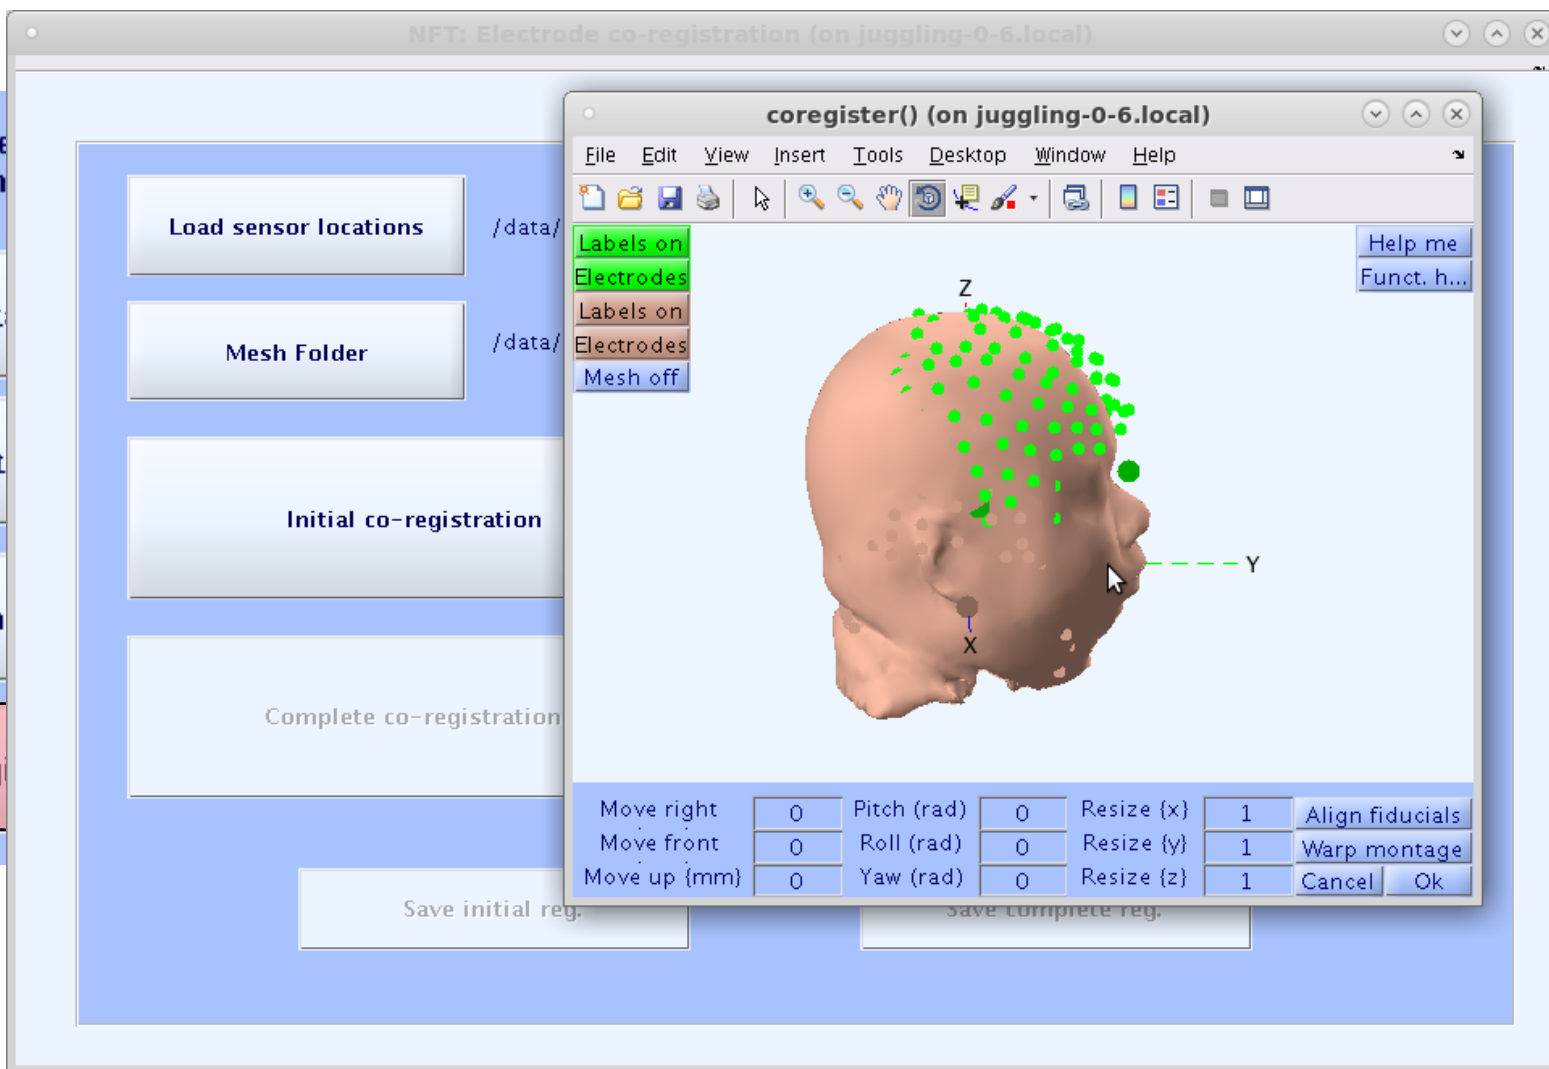 NFT: Electrode co-registration (on juggling-0-6.local)
Load sensor locations
/data/
Mesh Folder
/data/
Initial co-registration
Complete co-registration
Save initial reg.
Save complete reg.
coregister() (on juggling-0-6.local)
File Edit View Insert Tools Desktop Window Help
Labels on
Electrodes
Labels on
Electrodes
Mesh off
Help me
Funct. h...
Z
Y
X
Move right 0 Pitch (rad) 0 Resize {x} 1 Align fiducials
Move front 0 Roll (rad) 0 Resize {y} 1 Warp montage
Move up {mm} 0 Yaw (rad) 0 Resize {z} 1 Cancel Ok